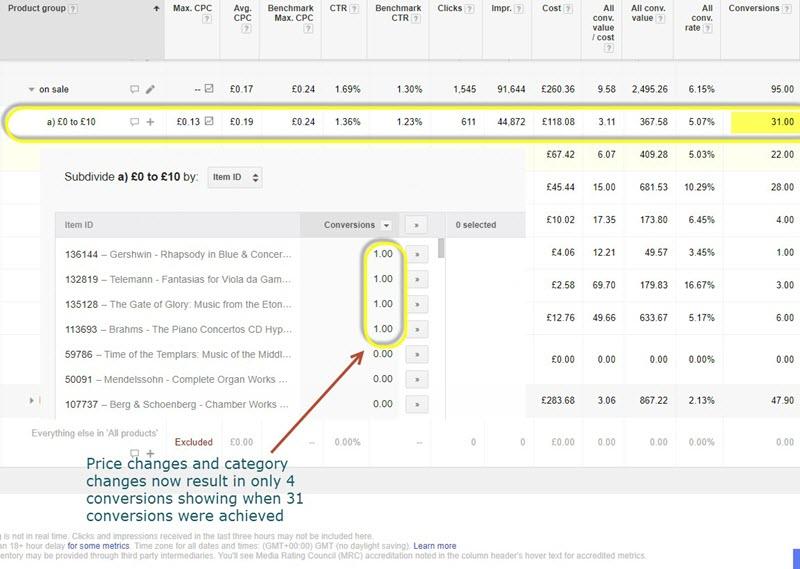 Product group ? Max. CPC ? Avg. CPC ? Benchmark Max. CPC ? CTR ? Benchmark CTR ? Clicks ? Impr. ? Cost ? All conv. value / cost ? All conv. value ? All conv. rate ? Conversions ?
on sale -- £0.17 £0.24 1.69% 1.30% 1,545 91,644 £260.36 9.58 2,495.26 6.15% 95.00
a) £0 to £10 £0.13 £0.19 £0.24 1.36% 1.23% 611 44,872 £118.08 3.11 367.58 5.07% 31.00
£67.42 6.07 409.28 5.03% 22.00
Subdivide a) £0 to £10 by: Item ID
£45.44 15.00 681.53 10.29% 28.00
Item ID Conversions » 0 selected
£10.02 17.35 173.80 6.45% 4.00
136144 – Gershwin - Rhapsody in Blue & Concer... 1.00 »
£4.06 12.21 49.57 3.45% 1.00
132819 – Telemann - Fantasias for Viola da Gam... 1.00 »
£2.58 69.70 179.83 16.67% 3.00
135128 – The Gate of Glory: Music from the Eton... 1.00 »
£12.76 49.66 633.67 5.17% 6.00
113693 – Brahms - The Piano Concertos CD Hyp... 1.00 »
59786 – Time of the Templars: Music of the Middl... 0.00 »
£0.00 0.00 0.00 0.00% 0.00
50091 – Mendelssohn - Complete Organ Works ... 0.00 »
107737 – Berg & Schoenberg - Chamber Works ... 0.00 »
£283.68 3.06 867.22 2.13% 47.90
Everything else in 'All products' Excluded £0.00 -- 0.00% -- 0 0 £0.00 0.00 0.00 0.00% 0.00
Price changes and category
changes now result in only 4
conversions showing when 31
conversions were achieved
is not in real time. Clicks and impressions received in the last three hours may not be included here.
an 18+ hour delay for some metrics. Time zone for all dates and times: (GMT+00:00) GMT (no daylight saving). Learn more
may be provided through third party intermediaries. You'll see Media Rating Council (MRC) accreditation noted in the column header's hover text for accredited metrics.